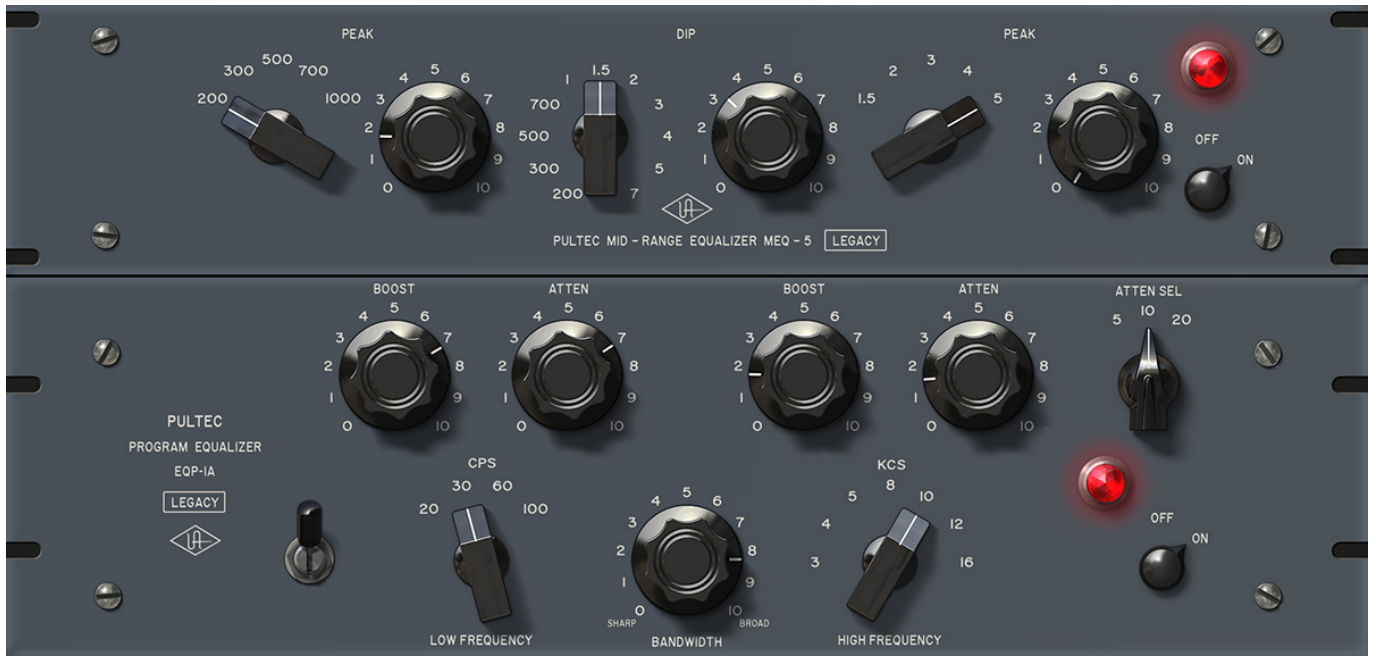 PEAK DIP PEAK
200 300 500 700 1000
0 1 2 3 4 5 6 7 8 9 10
200 300 500 700 1 1.5 2 3 4 5 7
0 1 2 3 4 5 6 7 8 9 10
1.5 2 3 4 5
0 1 2 3 4 5 6 7 8 9 10
OFF ON
UA
PULTEC MID - RANGE EQUALIZER MEQ - 5 LEGACY
BOOST ATTEN BOOST ATTEN ATTEN SEL
0 1 2 3 4 5 6 7 8 9 10
0 1 2 3 4 5 6 7 8 9 10
0 1 2 3 4 5 6 7 8 9 10
0 1 2 3 4 5 6 7 8 9 10
5 10 20
PULTEC
PROGRAM EQUALIZER
EQP-1A
LEGACY
UA
CPS
20 30 60 100
LOW FREQUENCY
0 1 2 3 4 5 6 7 8 9 10
SHARP BROAD
BANDWIDTH
KCS
3 4 5 8 10 12 16
HIGH FREQUENCY
OFF ON